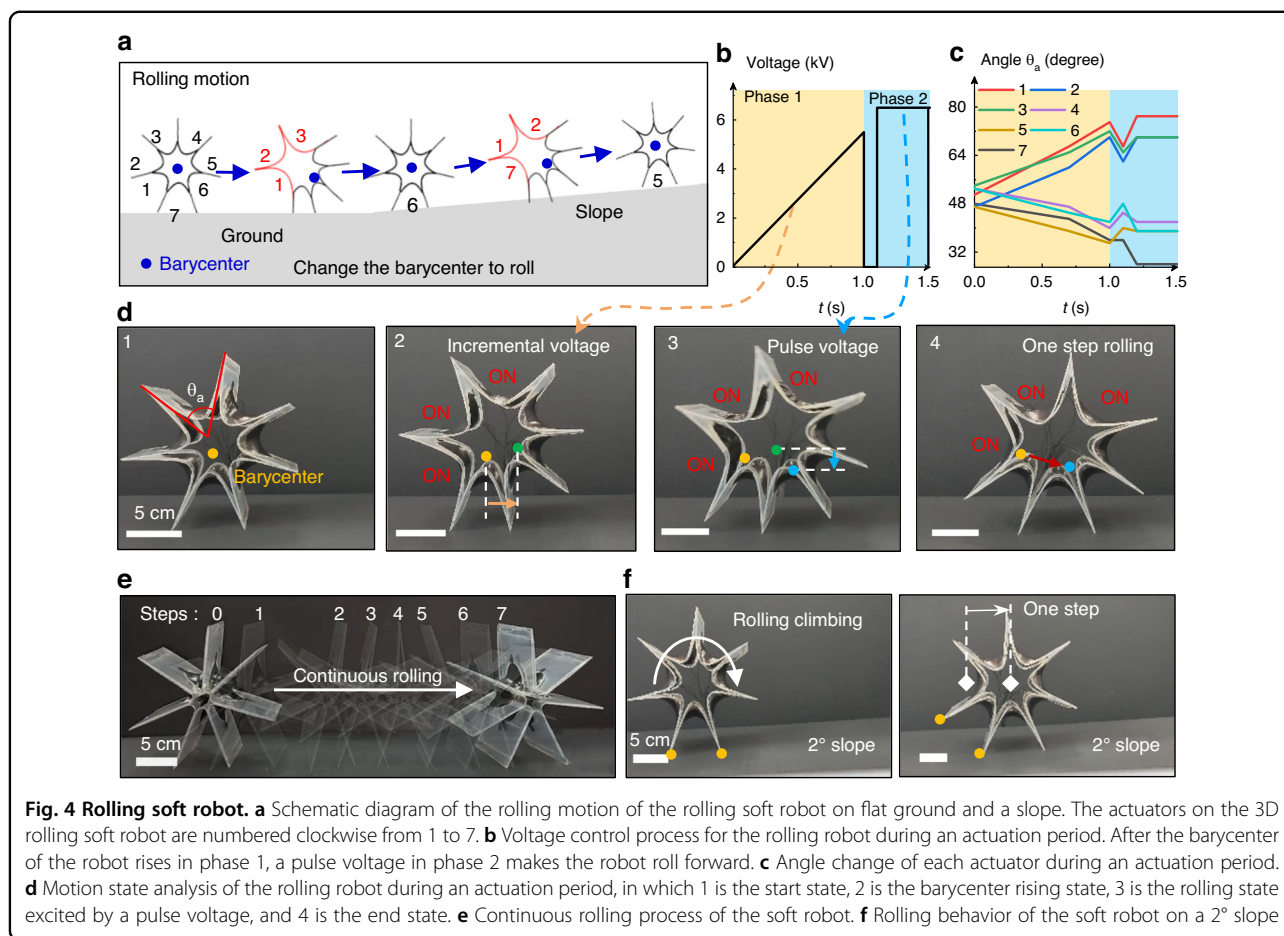 a
Rolling motion
3 4
2 5
1 6
7
3
2
1
6
2
1
7
5
Ground
Slope
Barycenter
Change the barycenter to roll
b
Voltage (kV)
Phase 1
Phase 2
6
4
2
0
0.5 1.0 1.5
t (s)
c
Angle θa (degree)
1 2
3 4
5 6
7
80
64
48
32
0.0 0.5 1.0 1.5
t (s)
d
1
θa
Barycenter
5 cm
2
Incremental voltage
ON
ON
ON
3
Pulse voltage
ON
ON
ON
4
One step rolling
ON
ON
ON
e
Steps : 0 1 2 3 4 5 6 7
Continuous rolling
5 cm
f
Rolling climbing
5 cm
2° slope
One step
2° slope
Fig. 4 Rolling soft robot. a Schematic diagram of the rolling motion of the rolling soft robot on flat ground and a slope. The actuators on the 3D
rolling soft robot are numbered clockwise from 1 to 7. b Voltage control process for the rolling robot during an actuation period. After the barycenter
of the robot rises in phase 1, a pulse voltage in phase 2 makes the robot roll forward. c Angle change of each actuator during an actuation period.
d Motion state analysis of the rolling robot during an actuation period, in which 1 is the start state, 2 is the barycenter rising state, 3 is the rolling state
excited by a pulse voltage, and 4 is the end state. e Continuous rolling process of the soft robot. f Rolling behavior of the soft robot on a 2° slope